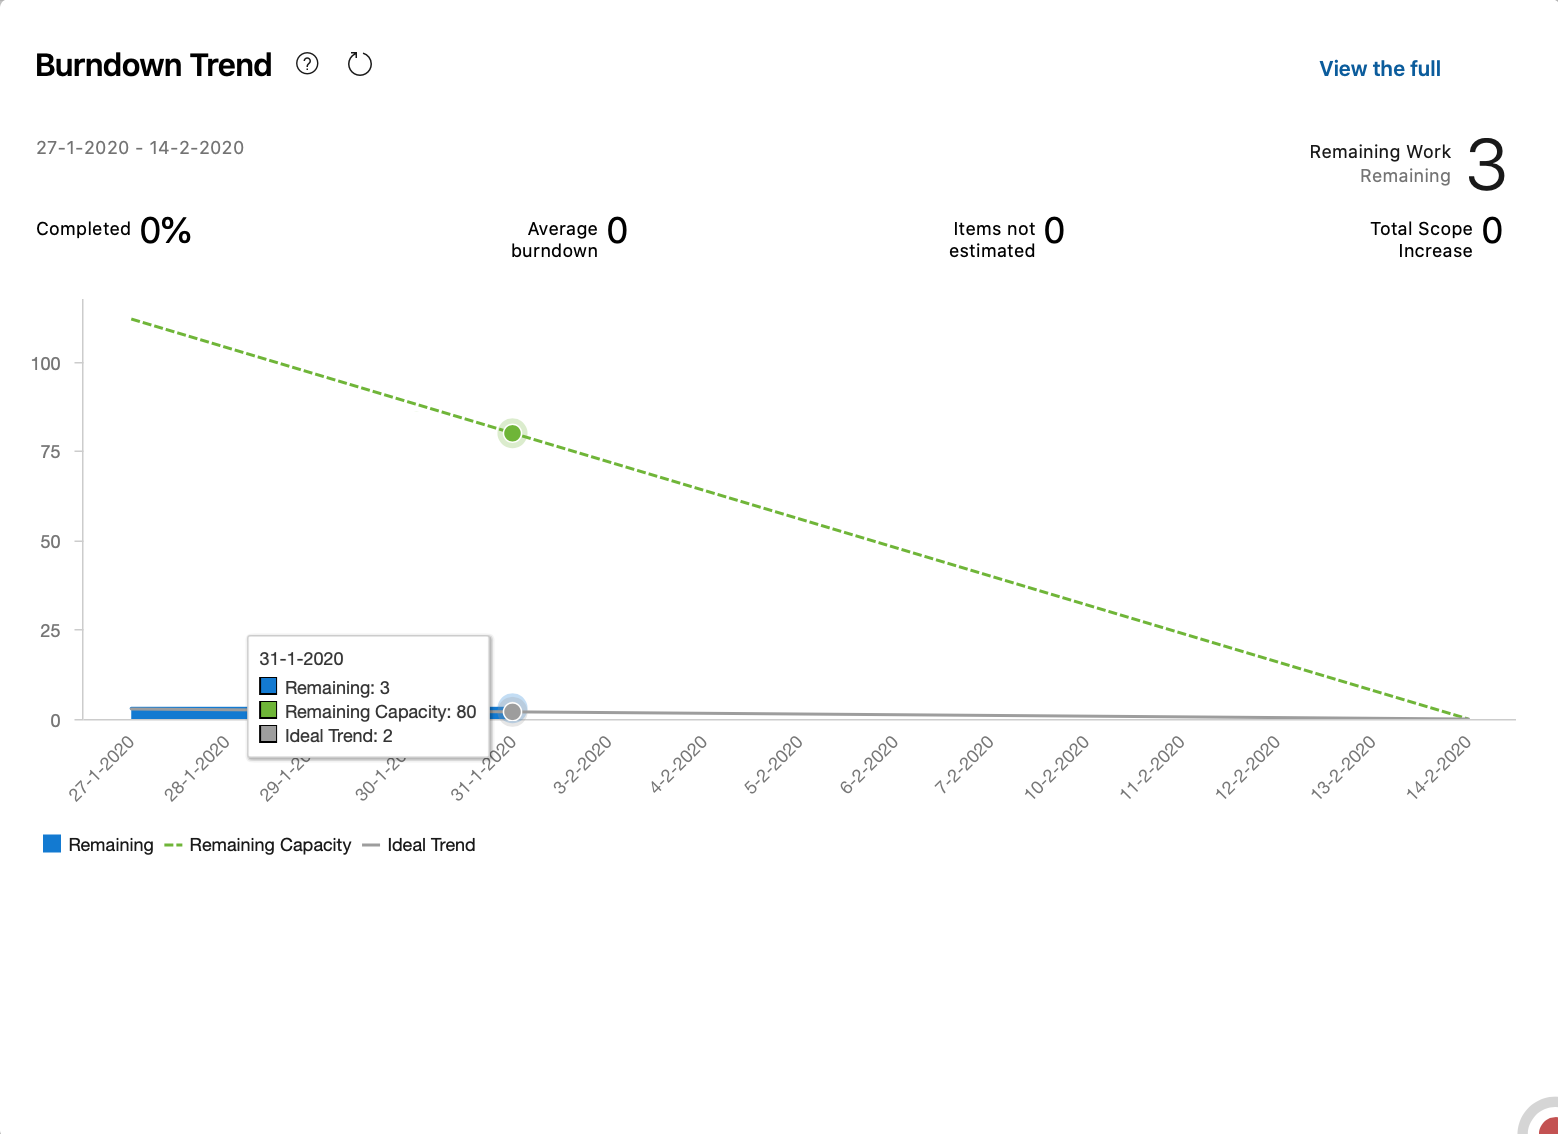 Burndown Trend
View the full
27-1-2020 - 14-2-2020
Remaining Work
Remaining
3
Completed 0%
Average burndown 0
Items not estimated 0
Total Scope Increase 0
100
75
50
25
0
31-1-2020
Remaining: 3
Remaining Capacity: 80
Ideal Trend: 2
27-1-2020
28-1-2020
29-1-2
30-1-2
31-1-2020
3-2-2020
4-2-2020
5-2-2020
6-2-2020
7-2-2020
10-2-2020
11-2-2020
12-2-2020
13-2-2020
14-2-2020
Remaining Remaining Capacity Ideal Trend